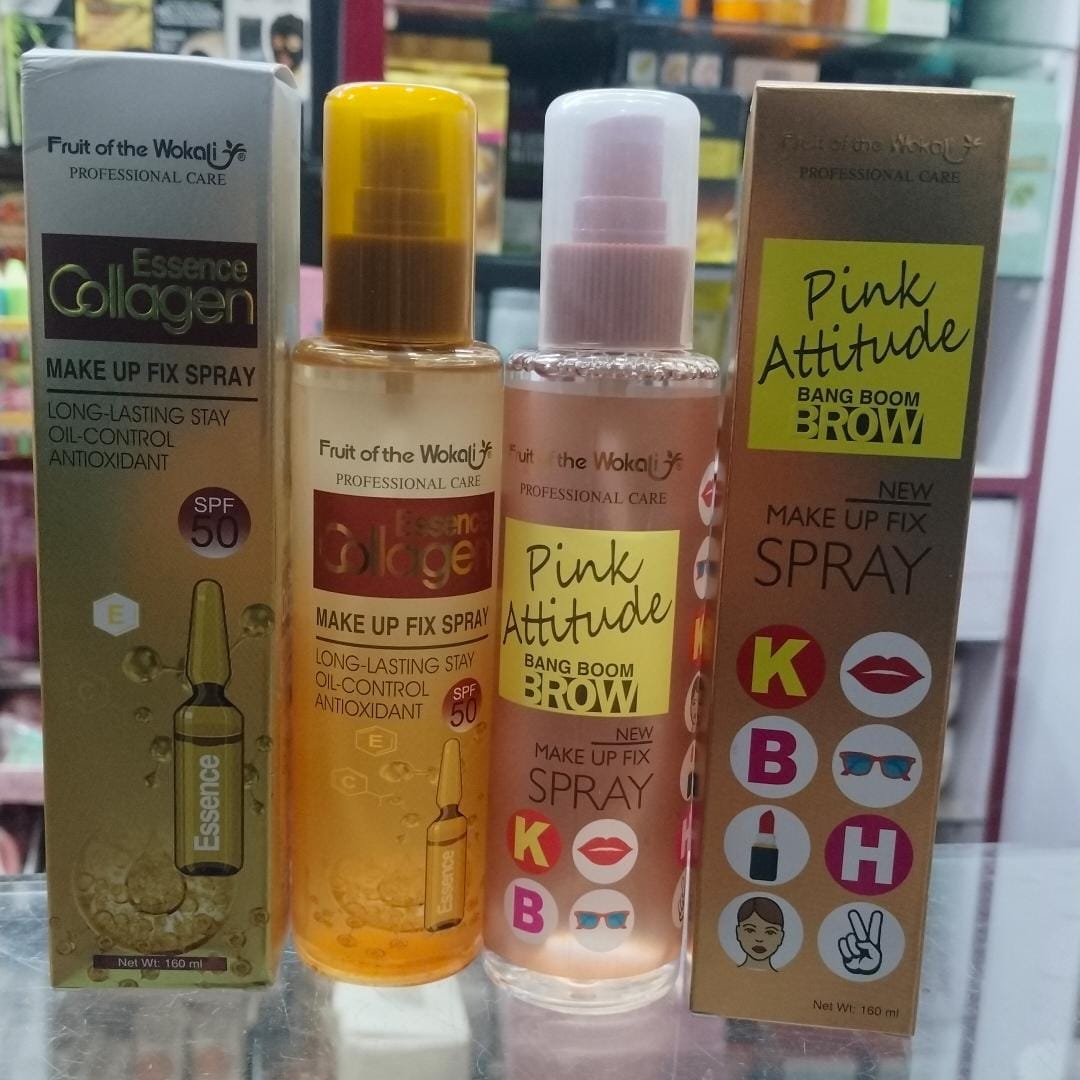 Fruit of the Wokali®
PROFESSIONAL CARE
Essence
Collagen
MAKE UP FIX SPRAY
LONG-LASTING STAY
OIL-CONTROL
ANTIOXIDANT
SPF
50
E
Essence
Net Wt: 160 ml
Fruit of the Wokali®
PROFESSIONAL CARE
Essence
Collagen
MAKE UP FIX SPRAY
LONG-LASTING STAY
OIL-CONTROL
ANTIOXIDANT
SPF
50
E
C
Essence
Fruit of the Wokali®
PROFESSIONAL CARE
Pink
Attitude
BANG BOOM
BROW
NEW
MAKE UP FIX
SPRAY
K
B
H
Fruit of the Wokali
PROFESSIONAL CARE
Pink
Attitude
BANG BOOM
BROW
NEW
MAKE UP FIX
SPRAY
K
B
H
Net Wt: 160 ml